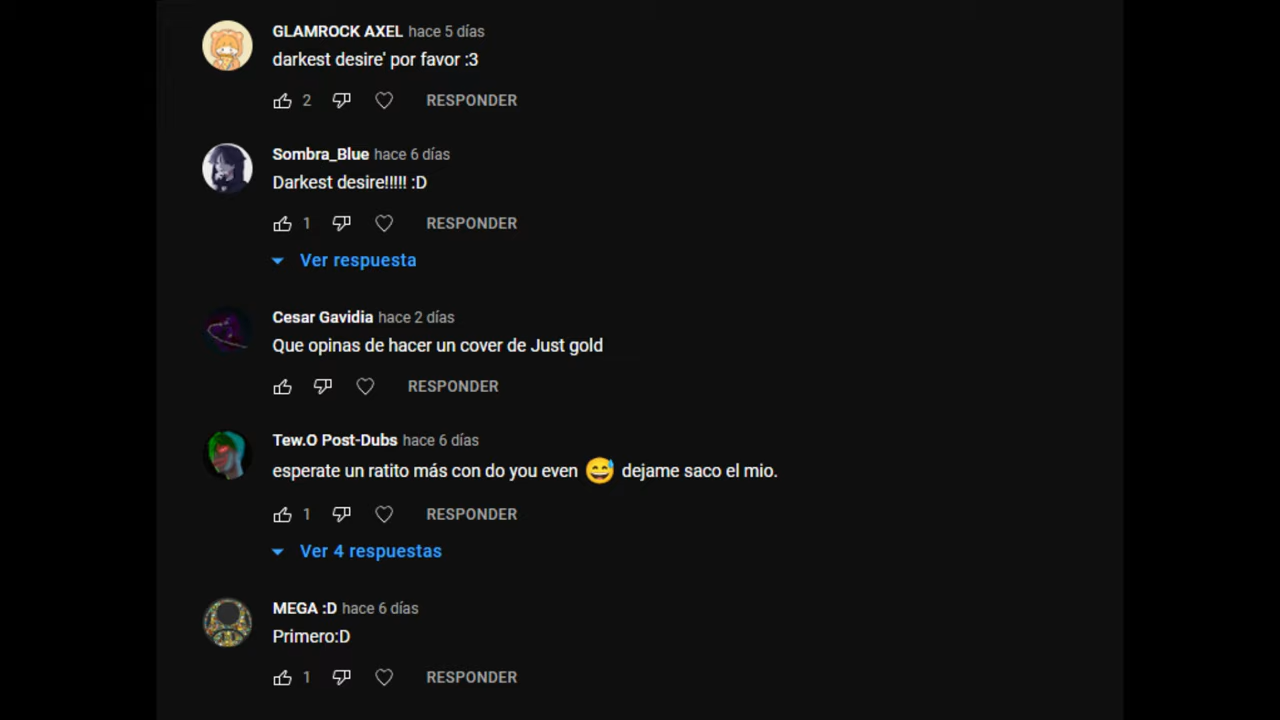 GLAMROCK AXEL hace 5 días
darkest desire' por favor :3
2 RESPONDER
Sombra_Blue hace 6 días
Darkest desire!!!!! :D
1 RESPONDER
Ver respuesta
Cesar Gavidia hace 2 días
Que opinas de hacer un cover de Just gold
RESPONDER
Tew.O Post-Dubs hace 6 días
esperate un ratito más con do you even 😅 dejame saco el mio.
1 RESPONDER
Ver 4 respuestas
MEGA :D hace 6 días
Primero:D
1 RESPONDER